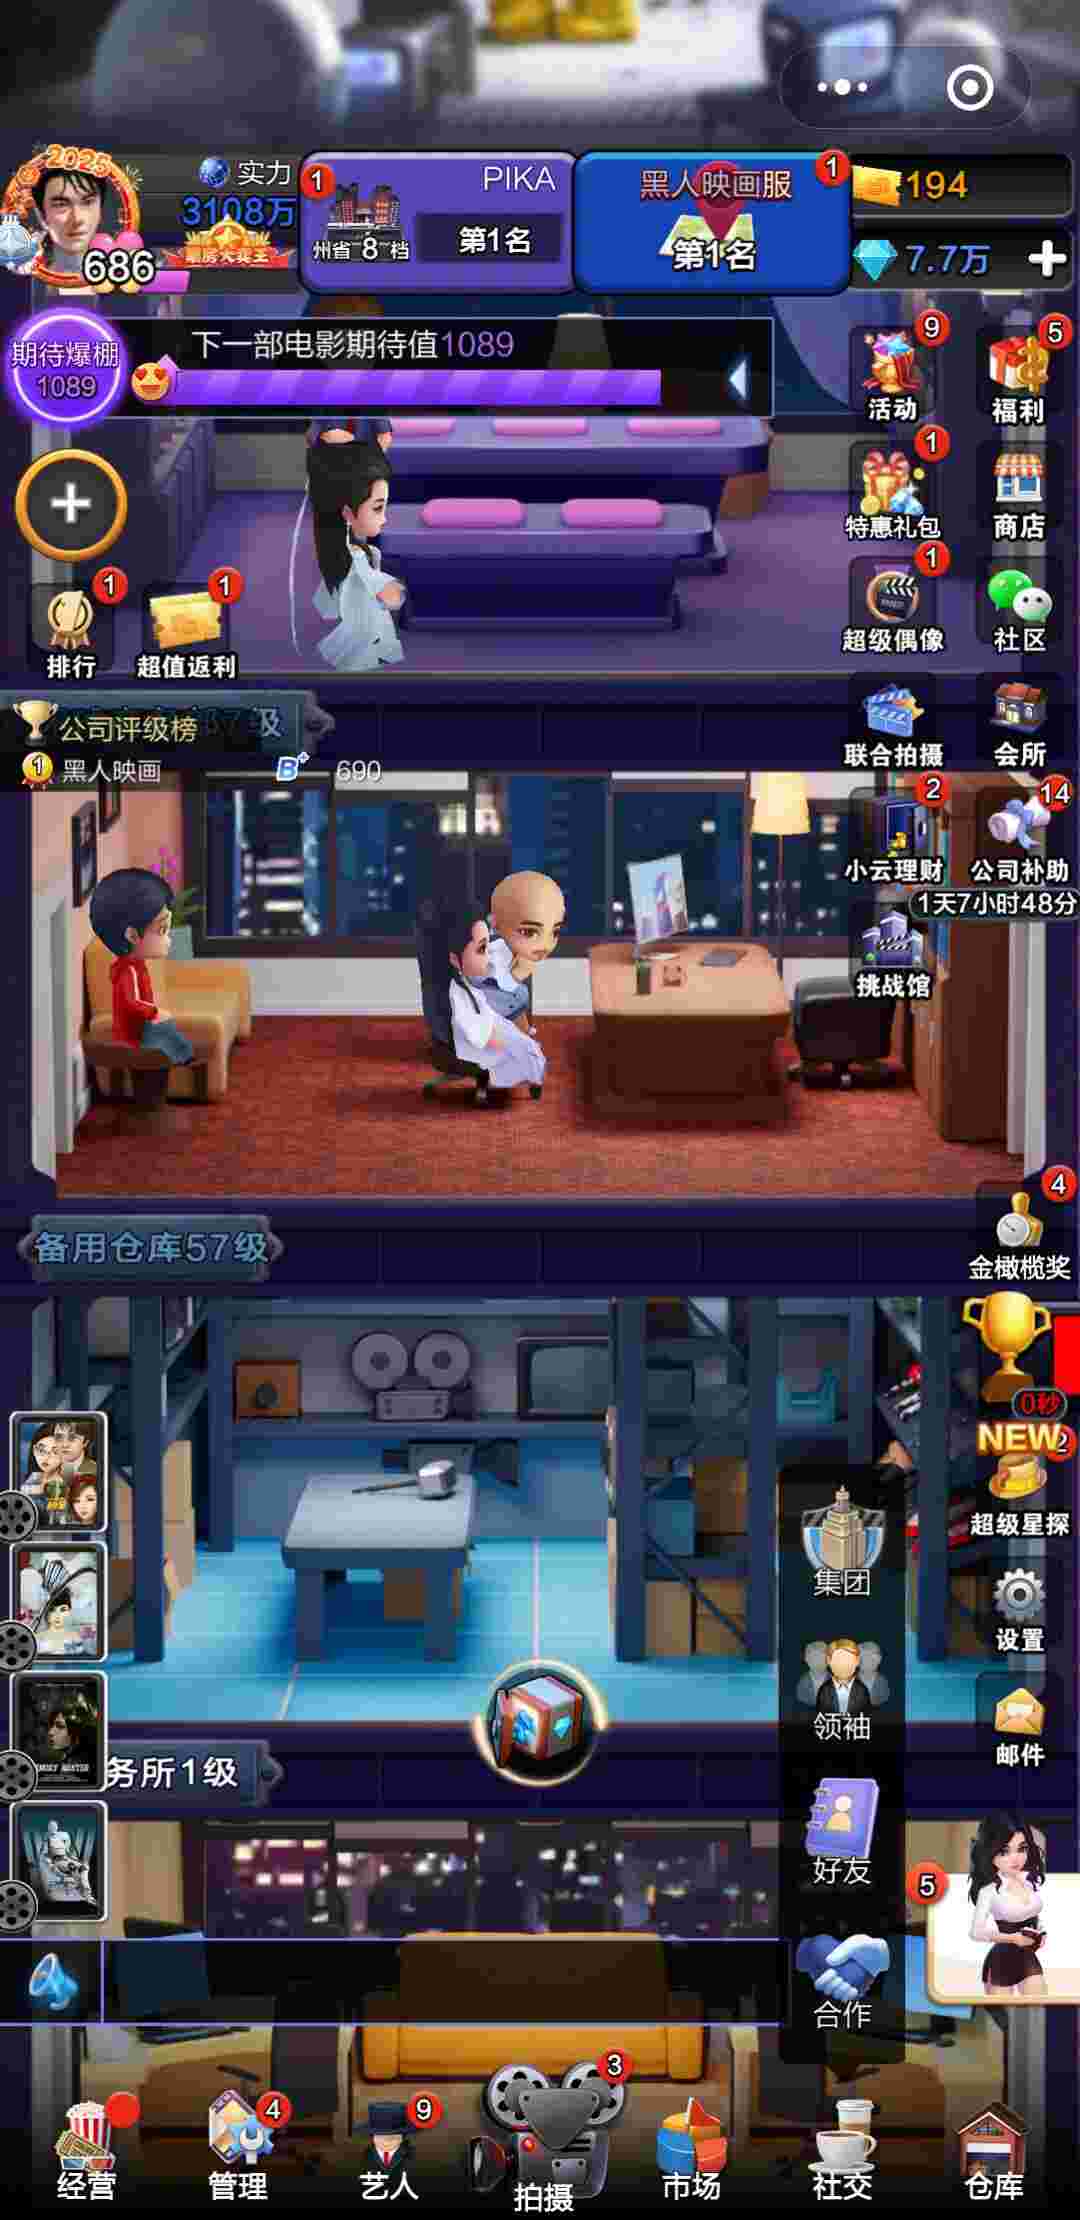 2025
686
实力
3108万
票房大卖王
1
PIKA
州省 8 档
第1名
黑人映画服
1
第1名
194
7.7万
期待爆棚
1089
下一部电影期待值1089
9
活动
5
福利
1
特惠礼包
商店
1
超级偶像
社区
1
排行
1
超值返利
7级
公司评级榜
1 黑人映画 B+ 690
联合拍摄
会所
2
小云理财
14
公司补助
1天7小时48分
挑战馆
备用仓库57级
4
金橄榄奖
0秒
NEW
2
超级星探
集团
设置
领袖
邮件
务所1级
好友
5
合作
经营
4
管理
9
艺人
3
拍摄
市场
社交
仓库